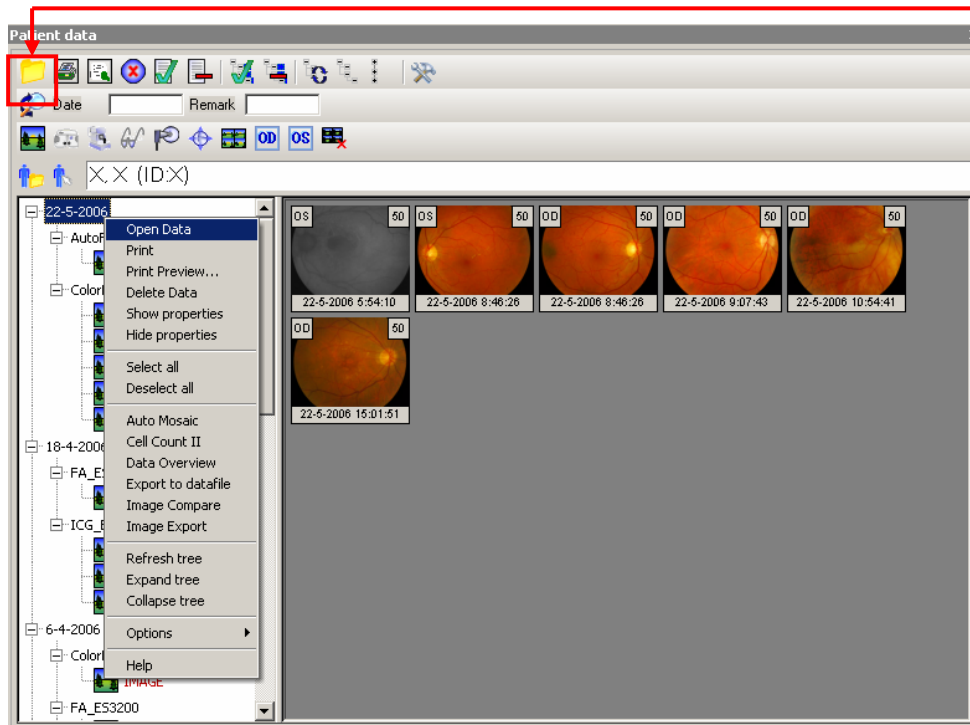 Patient data
Date Remark
OD OS
X, X (ID:X)
22-5-2006
AutoF
Color
18-4-2006
FA_ES
ICG_E
6-4-2006
Color
IMAGE
FA_ES3200
Open Data
Print
Print Preview...
Delete Data
Show properties
Hide properties
Select all
Deselect all
Auto Mosaic
Cell Count II
Data Overview
Export to datafile
Image Compare
Image Export
Refresh tree
Expand tree
Collapse tree
Options
Help
OS 50 OS 50 OD 50 OD 50 OD 50
22-5-2006 5:54:10 22-5-2006 8:46:26 22-5-2006 8:46:26 22-5-2006 9:07:43 22-5-2006 10:54:41
OD 50
22-5-2006 15:01:51